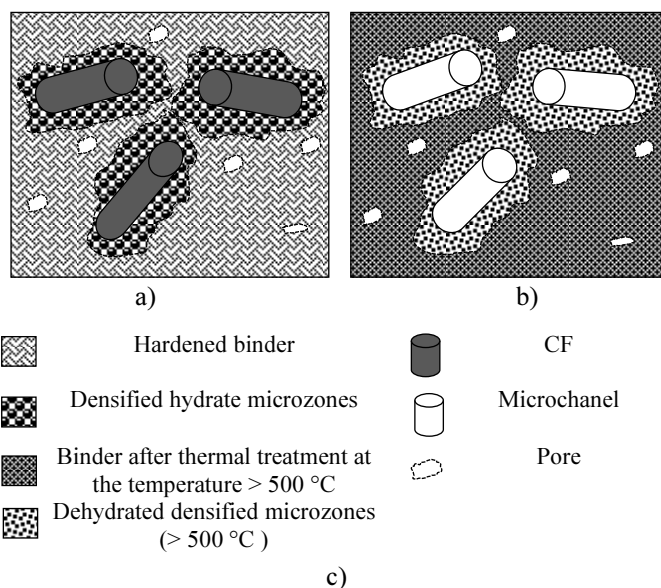 a)
b)
Hardened binder
CF
Densified hydrate microzones
Microchanel
Binder after thermal treatment at
the temperature > 500 °C
Pore
Dehydrated densified microzones
(> 500 °C )
c)